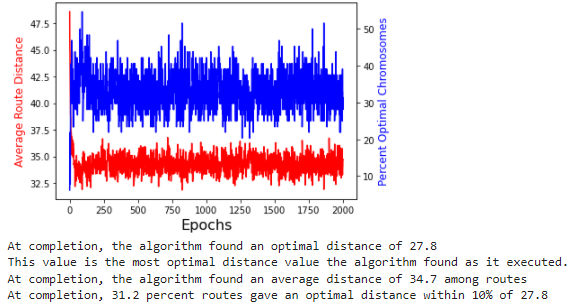 47.5
45.0
42.5
40.0
37.5
35.0
32.5
Average Route Distance
50
40
30
20
10
Percent Optimal Chromosomes
0 250 500 750 1000 1250 1500 1750 2000
Epochs
At completion, the algorithm found an optimal distance of 27.8
This value is the most optimal distance value the algorithm found as it executed.
At completion, the algorithm found an average distance of 34.7 among routes
At completion, 31.2 percent routes gave an optimal distance within 10% of 27.8